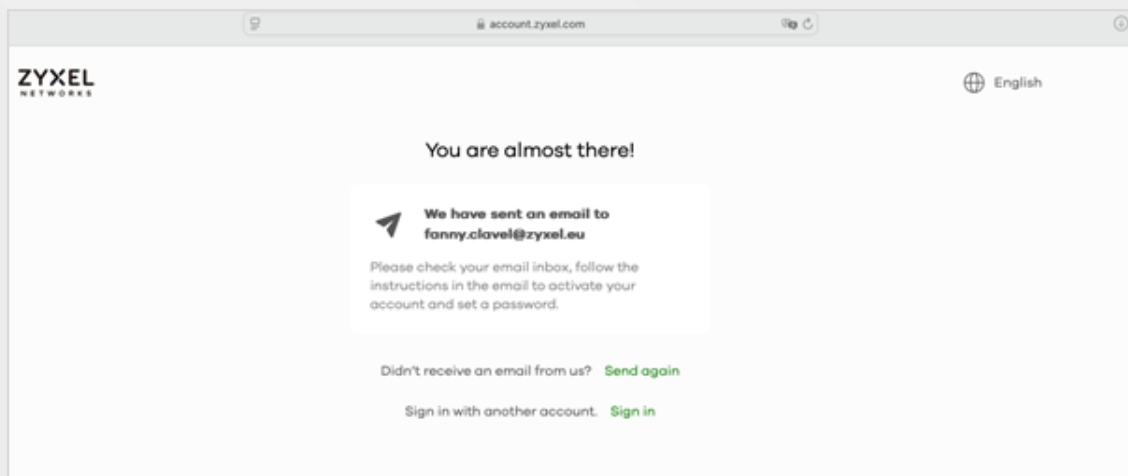 account.zyxel.com
ZYXEL
NETWORKS
English
You are almost there!
We have sent an email to
fanny.clavel@zyxel.eu
Please check your email inbox, follow the
instructions in the email to activate your
account and set a password.
Didn't receive an email from us? Send again
Sign in with another account. Sign in